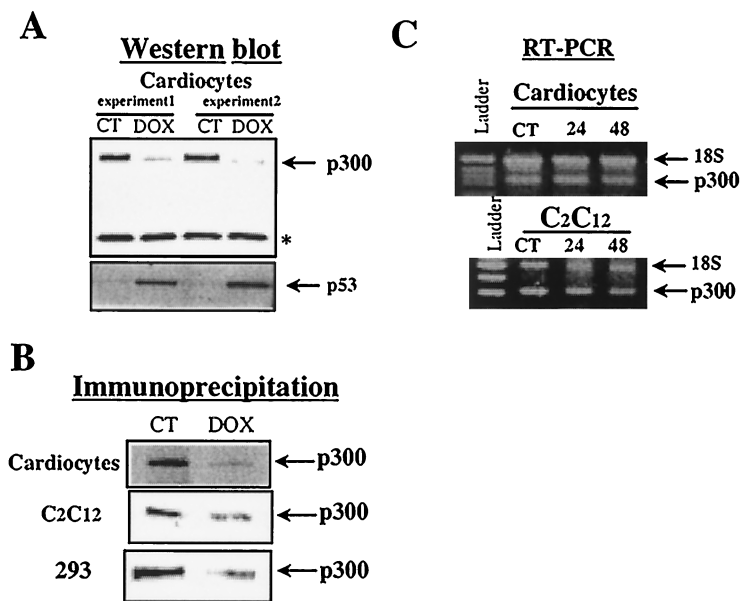 A
Western blot
Cardiocytes
experiment1 experiment2
CT DOX CT DOX
p300
*
p53
B
Immunoprecipitation
CT DOX
Cardiocytes p300
C2C12 p300
293 p300
C
RT-PCR
Ladder
Cardiocytes
CT 24 48
18S
p300
Ladder
C2C12
CT 24 48
18S
p300